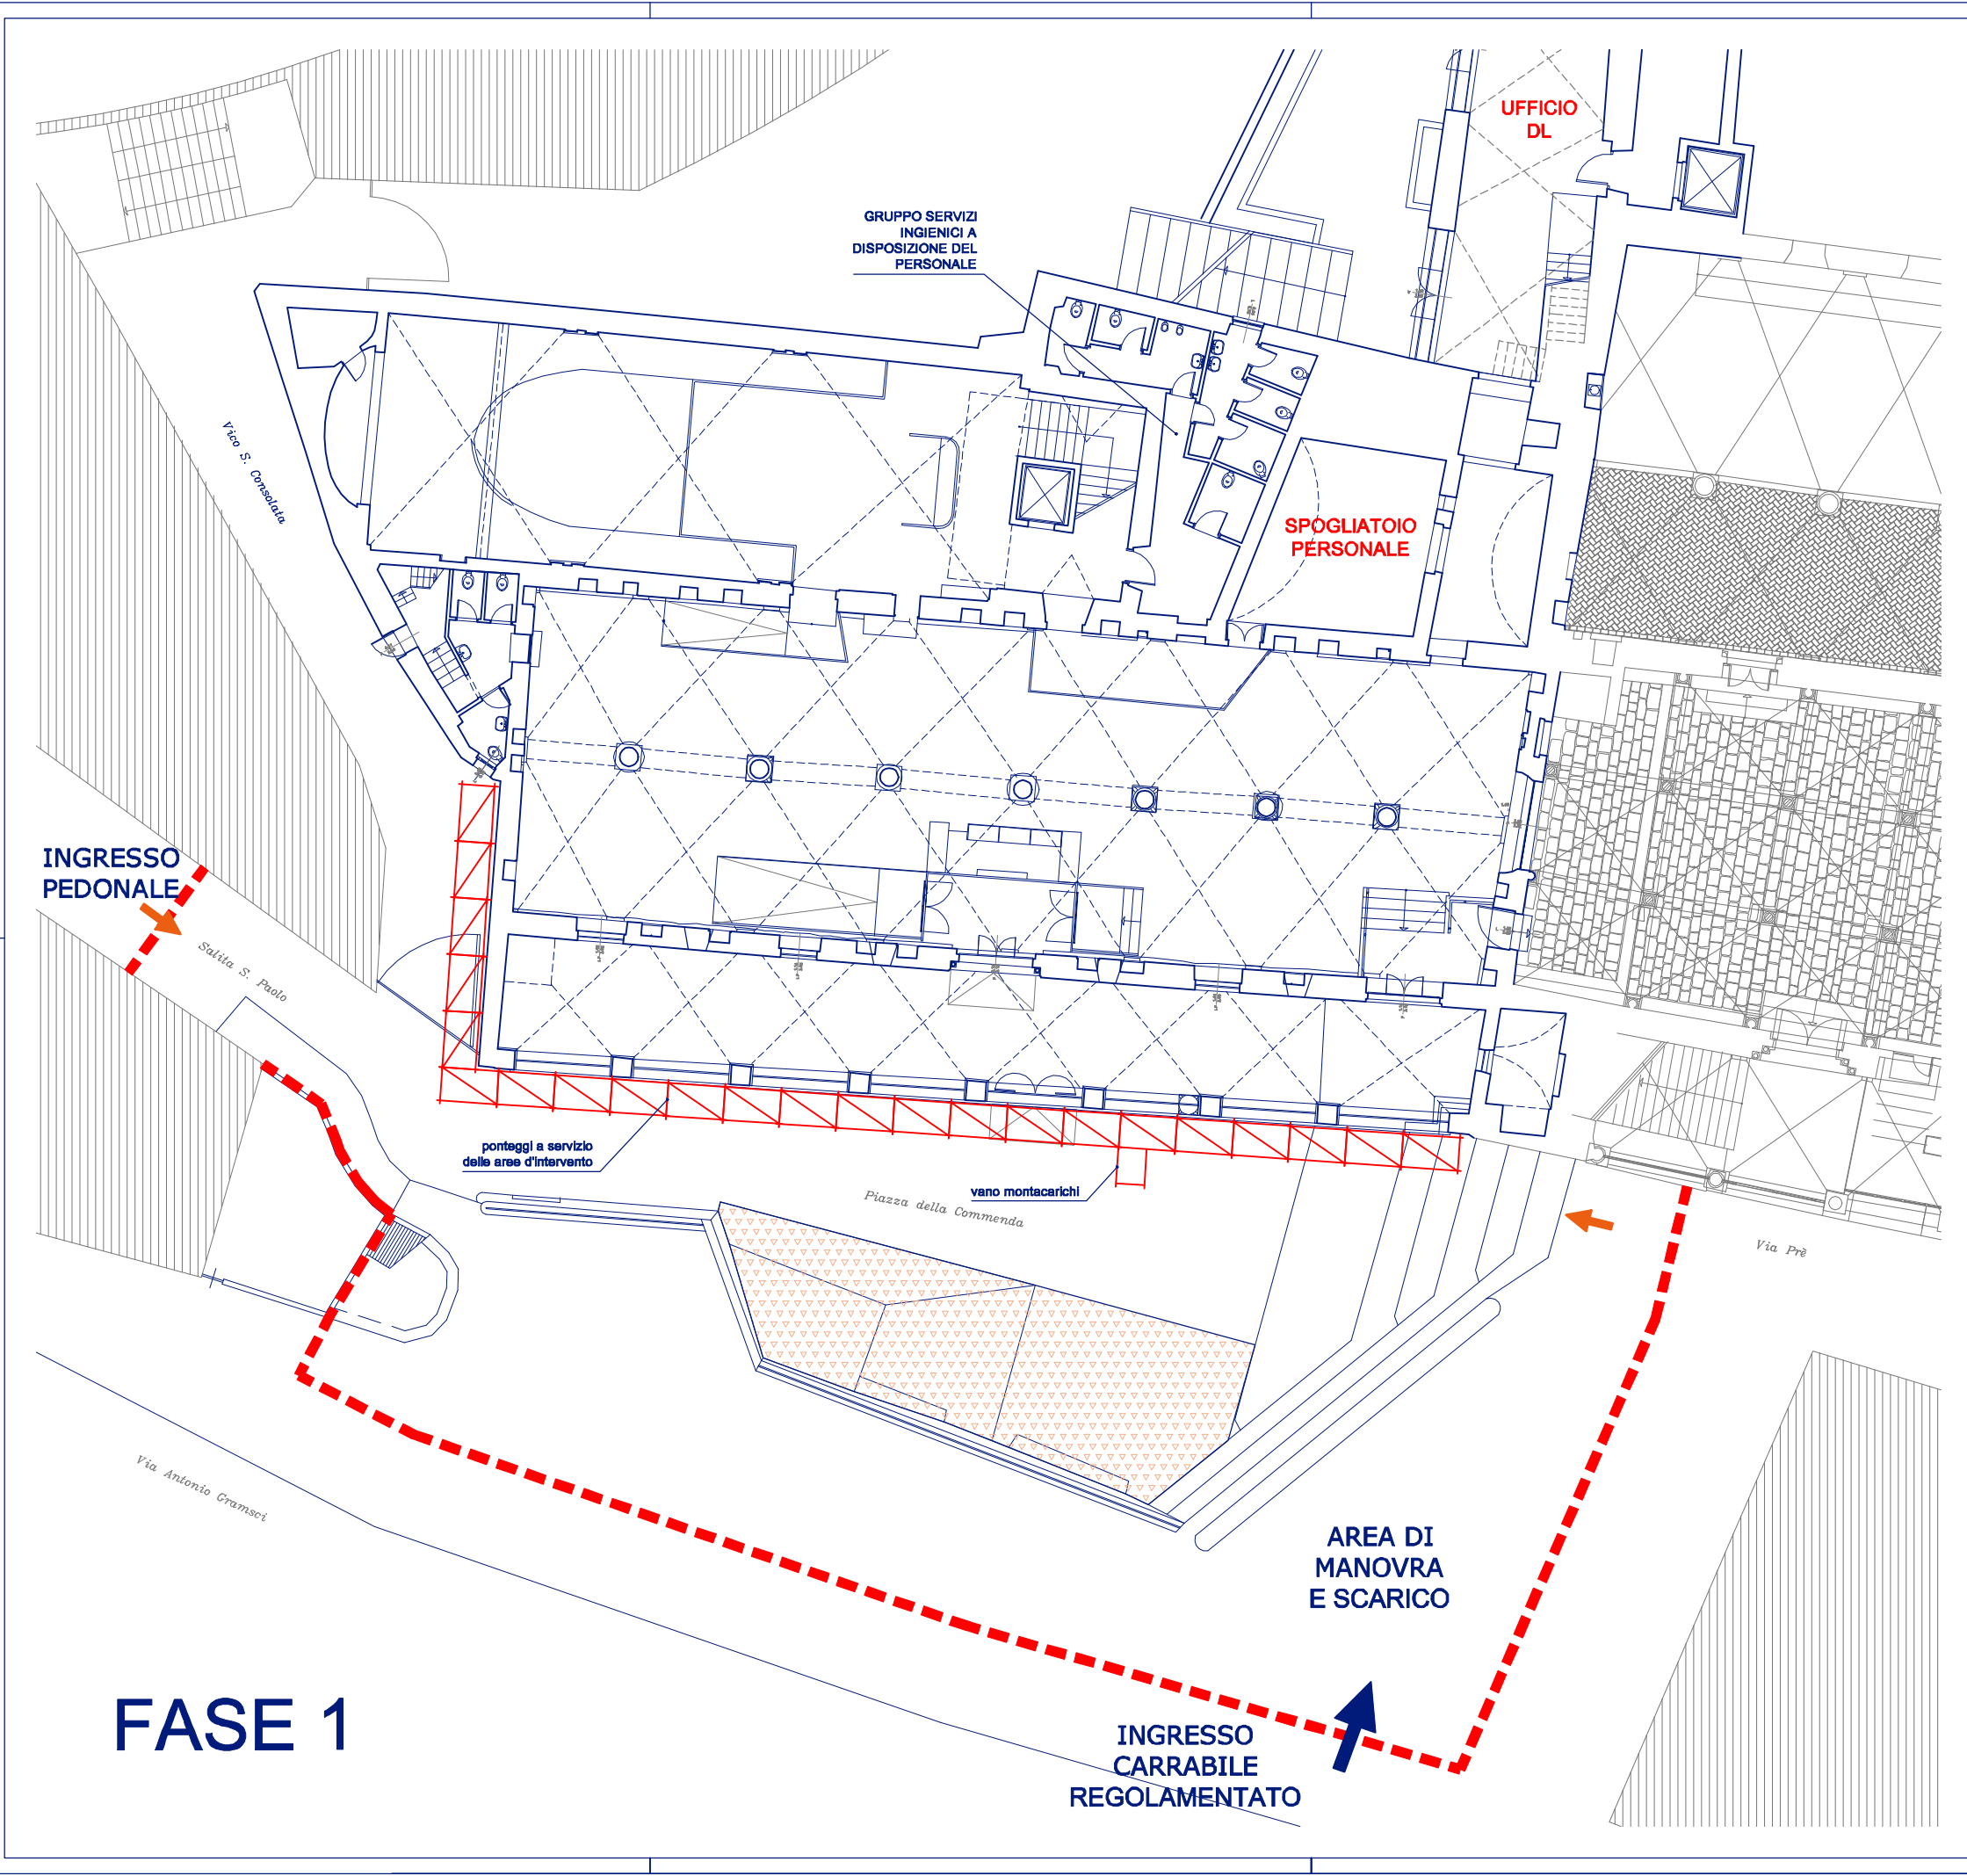 UFFICIO
DL
GRUPPO SERVIZI
INGIENICI A
DISPOSIZIONE DEL
PERSONALE
Vico S. Consolata
SPOGLIATOIO
PERSONALE
INGRESSO
PEDONALE
Salita S. Paolo
ponteggi a servizio
delle aree d'intervento
vano montacarichi
Piazza della Commenda
Via Prè
Via Antonio Gramsci
AREA DI
MANOVRA
E SCARICO
FASE 1
INGRESSO
CARRABILE
REGOLAMENTATO